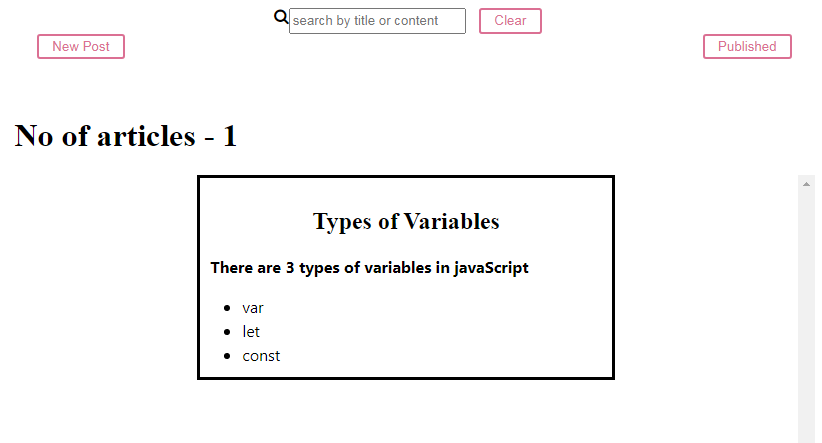 search by title or content Clear
New Post Published
No of articles - 1
Types of Variables
There are 3 types of variables in javaScript
var
let
const